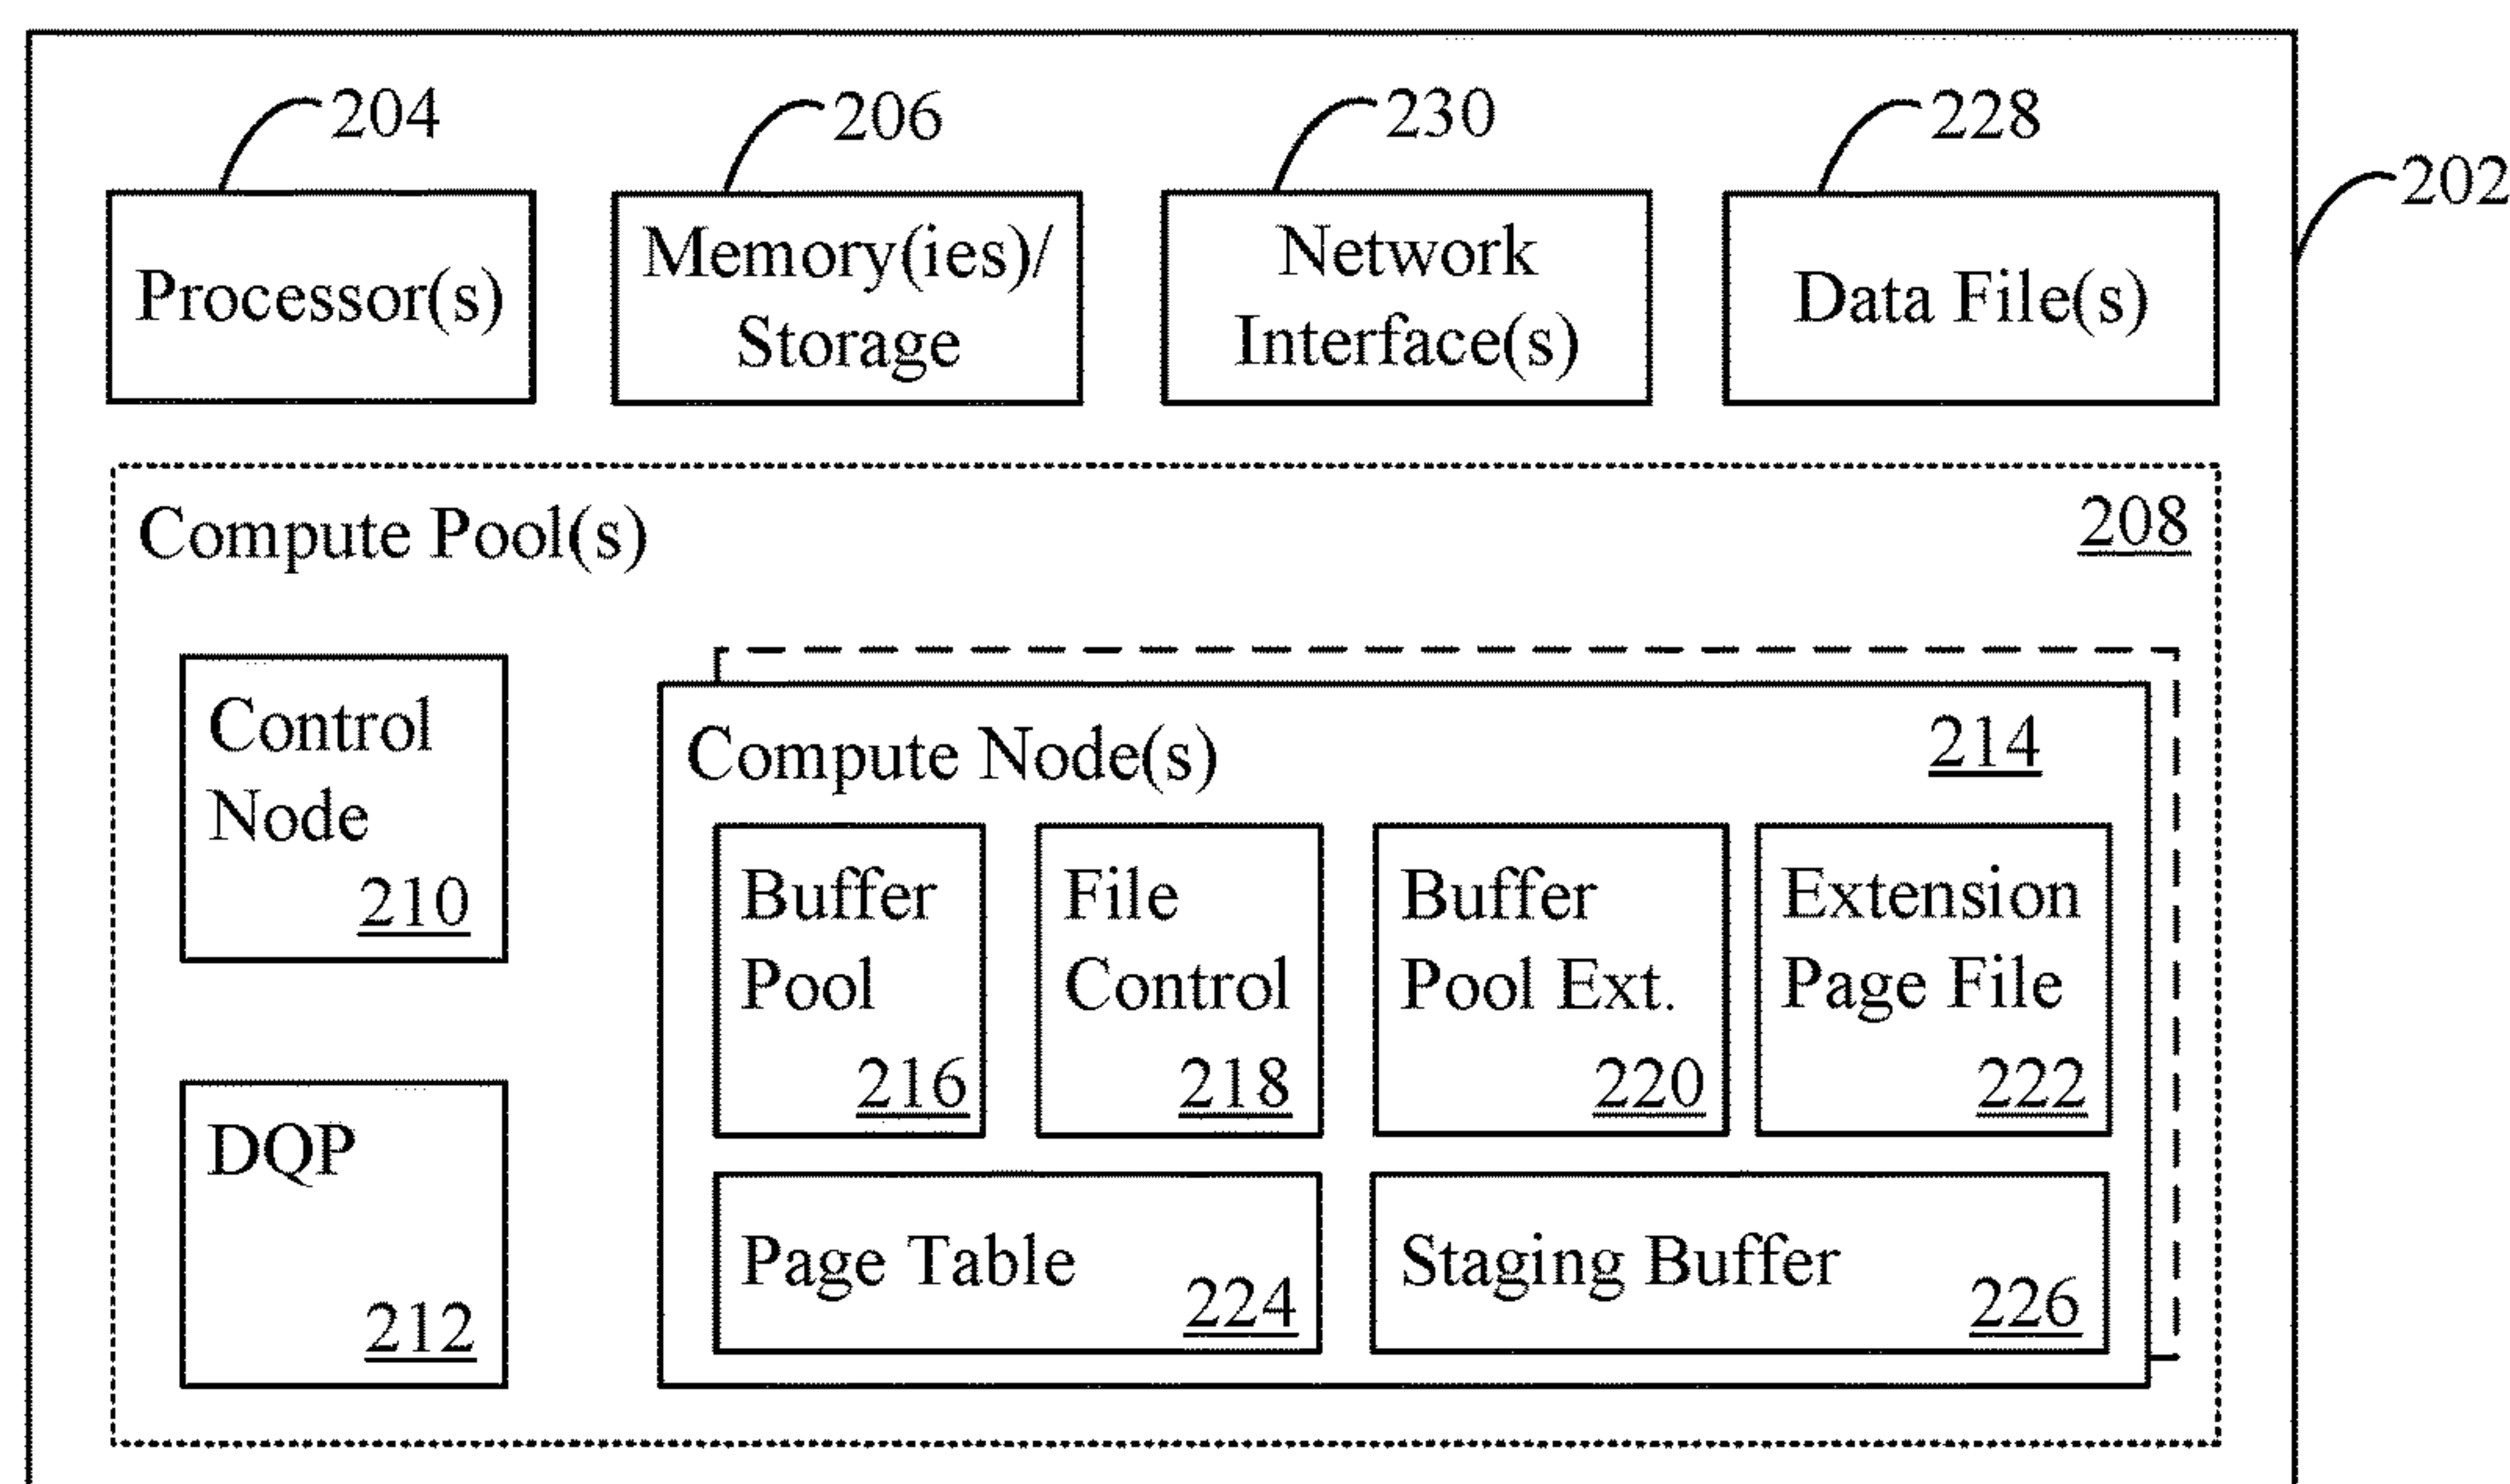 204
206
230
228
202
Processor(s)
Memory(ies)/
Storage
Network
Interface(s)
Data File(s)
Compute Pool(s)
208
Control
Node
210
DQP
212
Compute Node(s)
214
Buffer
Pool
216
File
Control
218
Buffer
Pool Ext.
220
Extension
Page File
222
Page Table
224
Staging Buffer
226